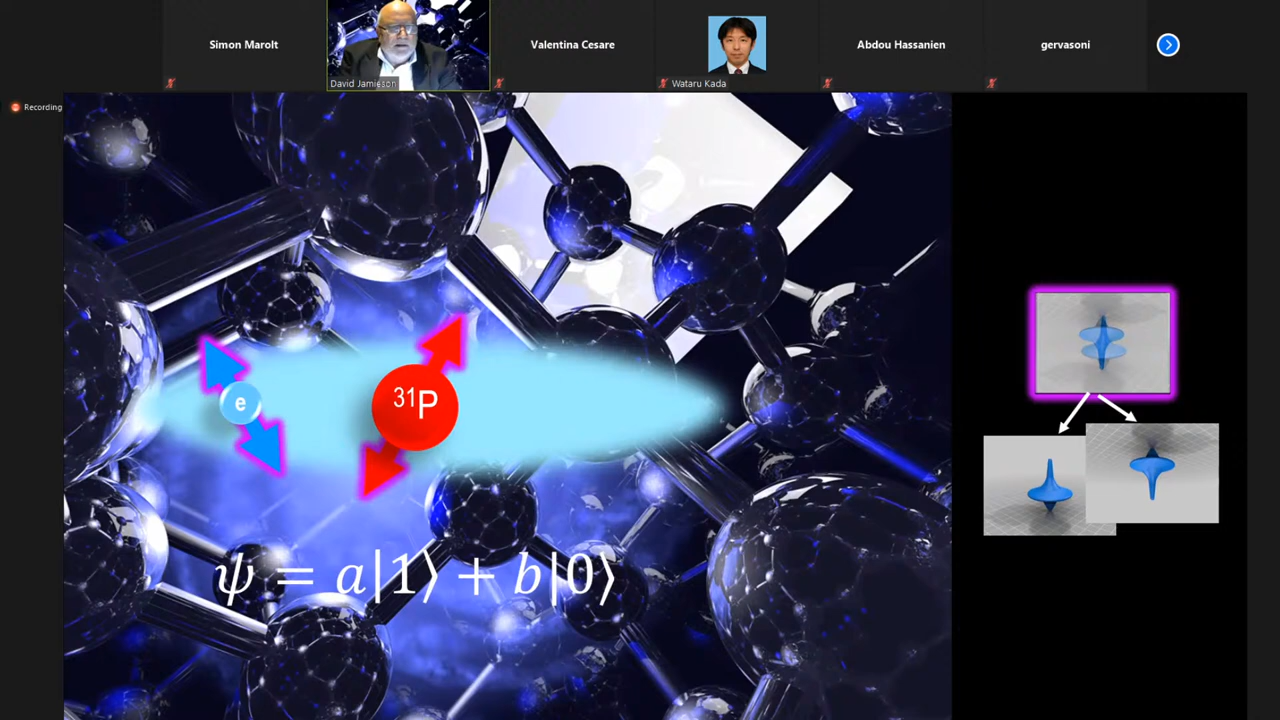 Simon Marolt
David Jamieson
Valentina Cesare
Wataru Kada
Abdou Hassanien
gervasoni
Recording
e
³¹P
ψ = a|1⟩ + b|0⟩